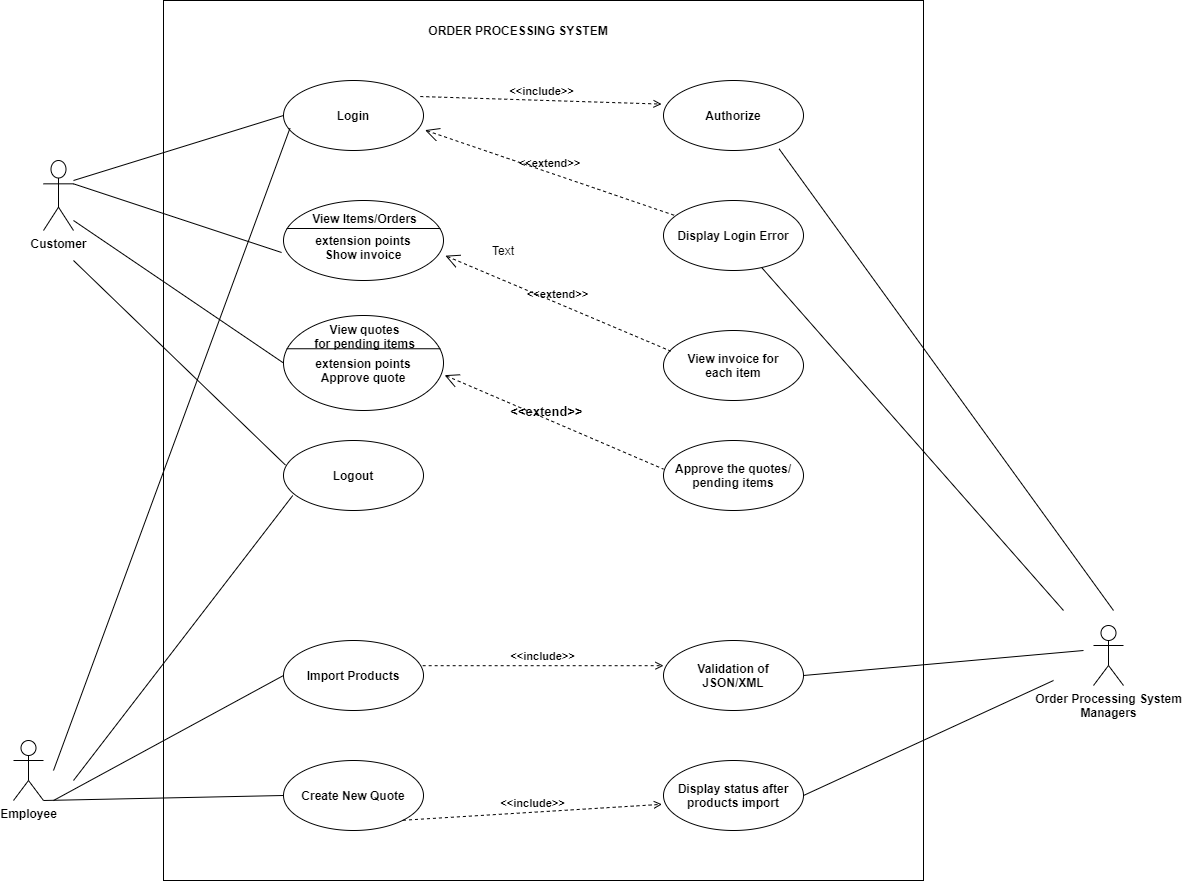 ORDER PROCESSING SYSTEM
Login
<<include>>
Authorize
<<extend>>
Customer
View Items/Orders
extension points
Show invoice
Text
Display Login Error
<<extend>>
View quotes
for pending items
extension points
Approve quote
View invoice for
each item
<<extend>>
Logout
Approve the quotes/
pending items
Import Products
<<include>>
Validation of
JSON/XML
Order Processing System
Managers
Employee
Create New Quote
<<include>>
Display status after
products import